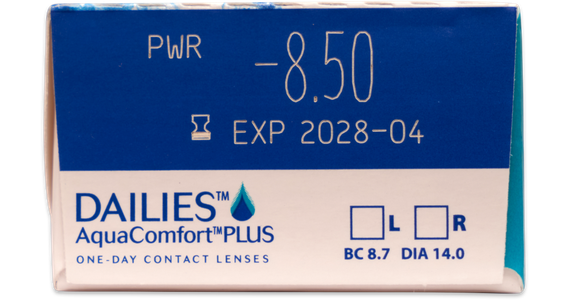 PWR -8.50
EXP 2028-04
DAILIES™
AquaComfort™PLUS
ONE-DAY CONTACT LENSES
L R
BC 8.7 DIA 14.0